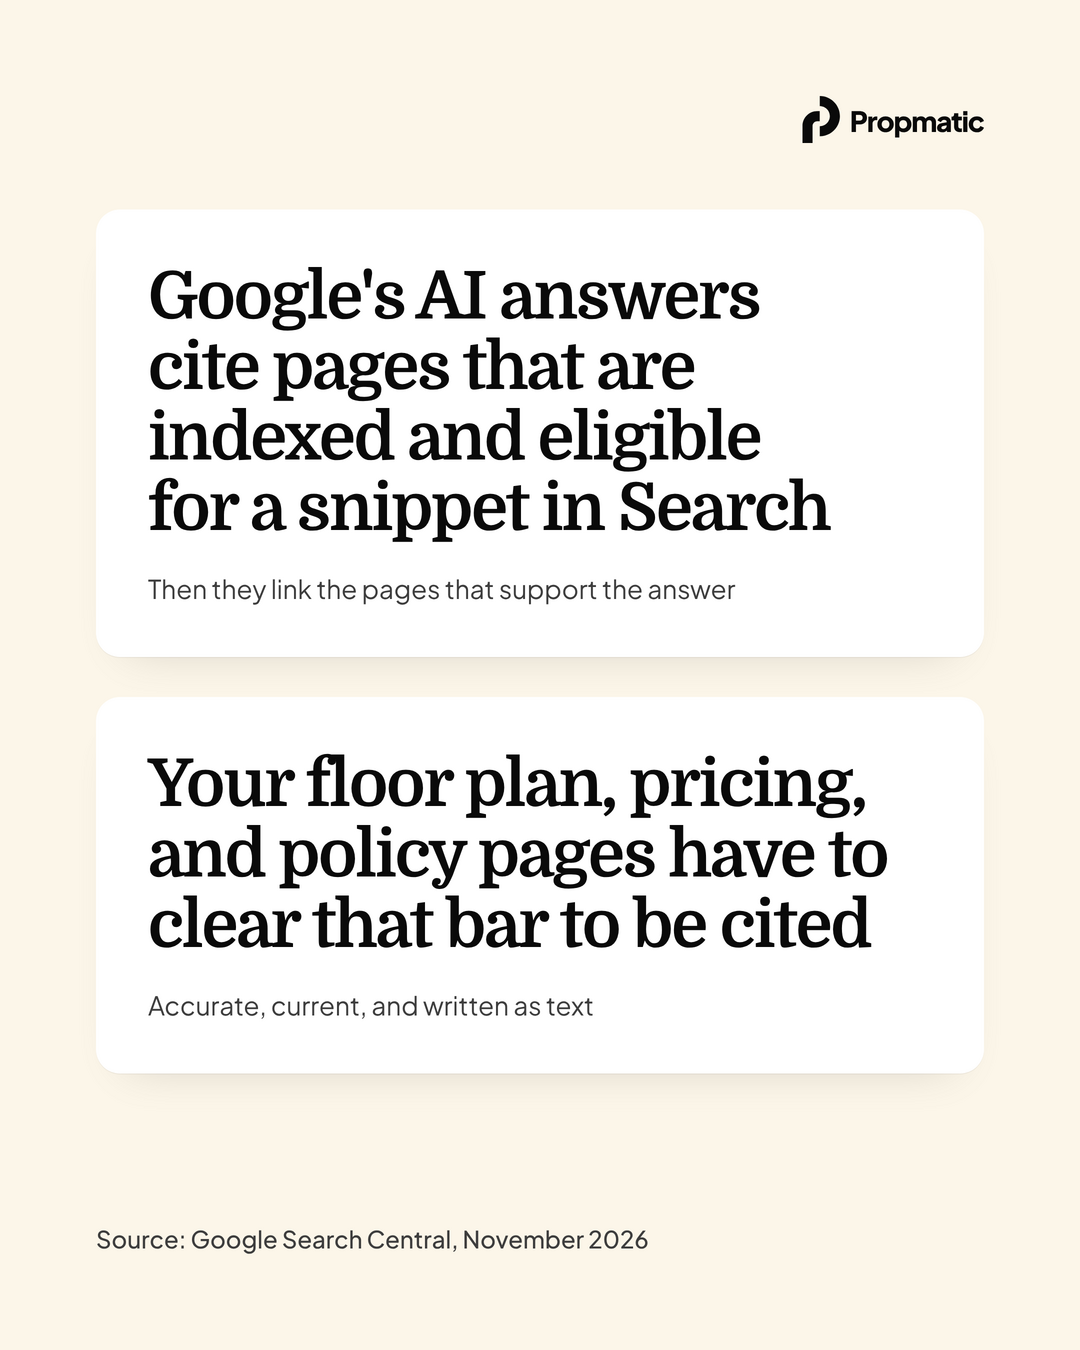 Propmatic
Google's AI answers
cite pages that are
indexed and eligible
for a snippet in Search
Then they link the pages that support the answer
Your floor plan, pricing,
and policy pages have to
clear that bar to be cited
Accurate, current, and written as text
Source: Google Search Central, November 2026